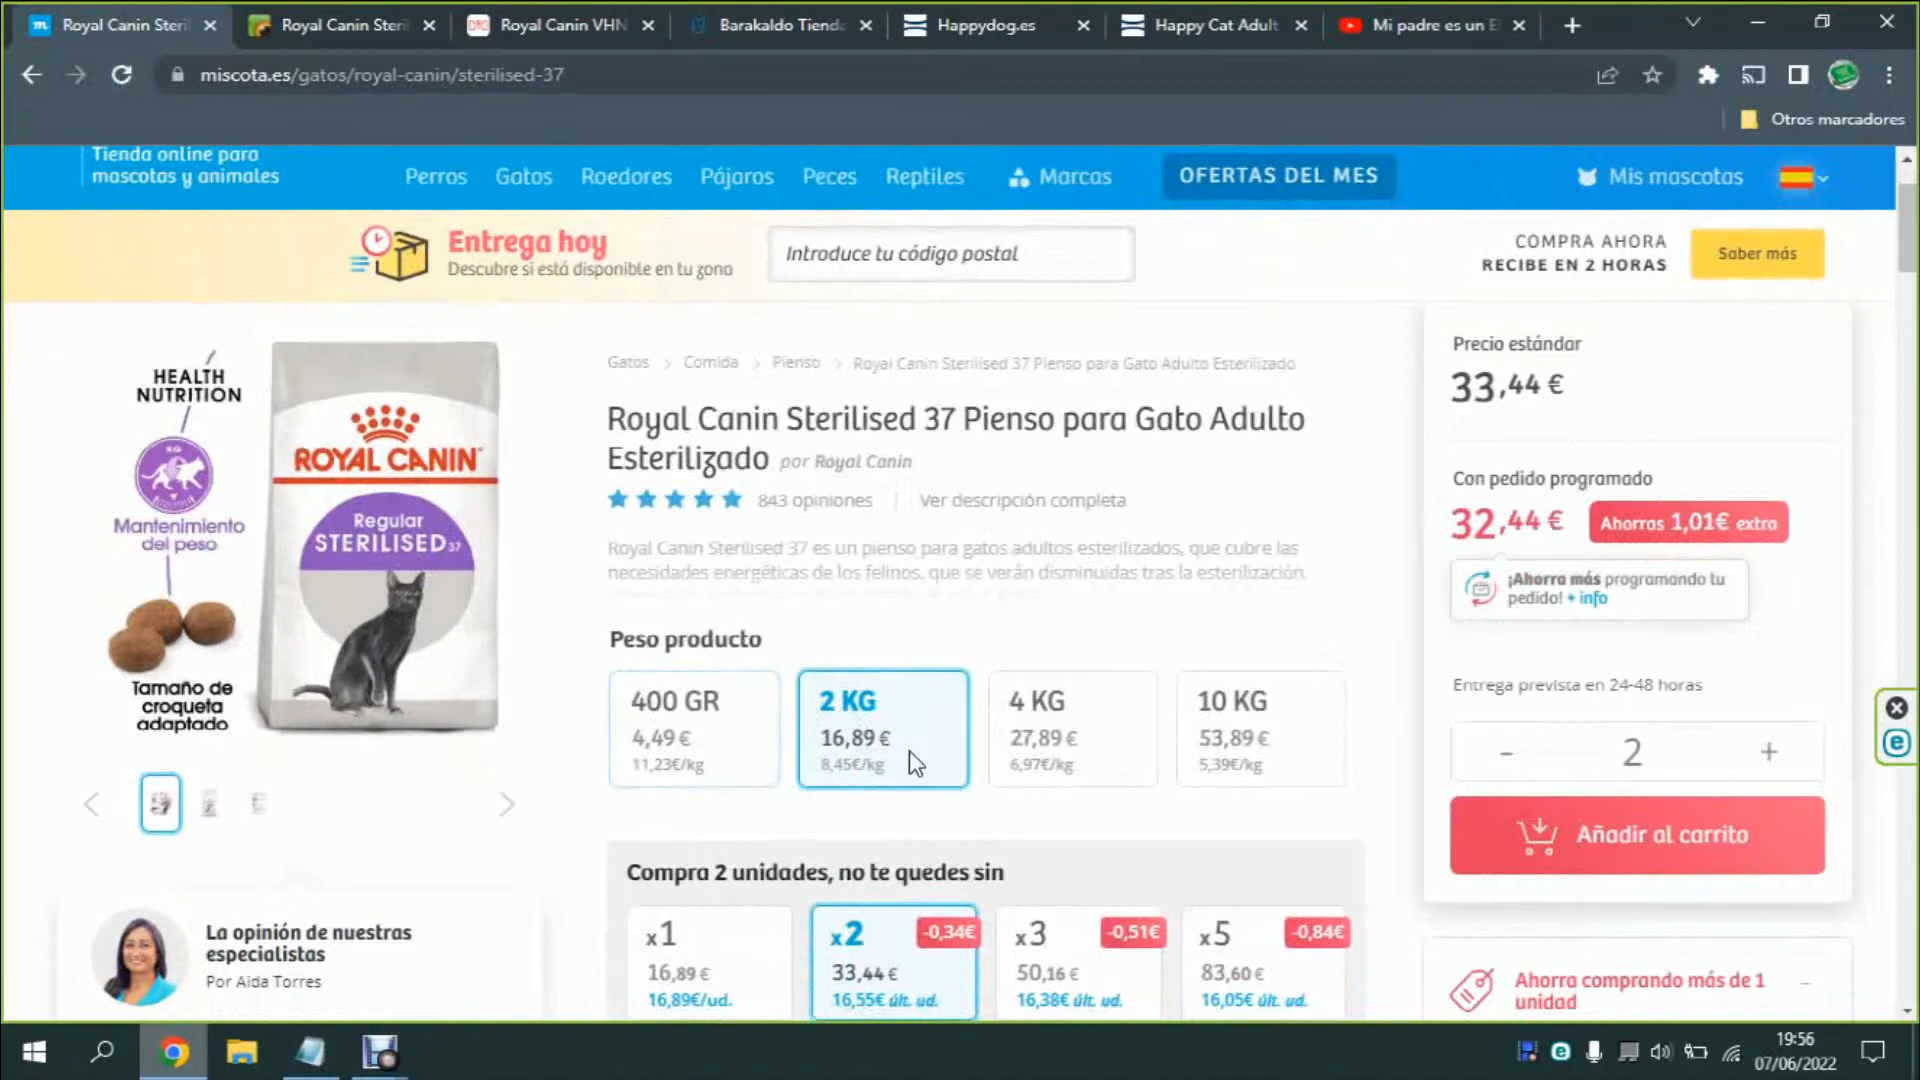 Royal Canin Steril
Royal Canin Steril
Royal Canin VHN
Barakaldo Tienda
Happydog.es
Happy Cat Adult
Mi padre es un E
miscota.es/gatos/royal-canin/sterilised-37
Otros marcadores
Tienda online para
mascotas y animales
Perros
Gatos
Roedores
Pájaros
Peces
Reptiles
Marcas
OFERTAS DEL MES
Mis mascotas
Entrega hoy
Descubre si está disponible en tu zona
Introduce tu código postal
COMPRA AHORA
RECIBE EN 2 HORAS
Saber más
HEALTH
NUTRITION
KG
Mantenimiento
del peso
Tamaño de
croqueta
adaptado
ROYAL CANIN
Regular
STERILISED37
Gatos > Comida > Pienso > Royal Canin Sterilised 37 Pienso para Gato Adulto Esterilizado
Royal Canin Sterilised 37 Pienso para Gato Adulto
Esterilizado por Royal Canin
843 opiniones | Ver descripción completa
Royal Canin Sterilised 37 es un pienso para gatos adultos esterilizados, que cubre las
necesidades energéticas de los felinos, que se verán disminuidas tras la esterilización.
Peso producto
400 GR
4,49 €
11,23€/kg
2 KG
16,89 €
8,45€/kg
4 KG
27,89 €
6,97€/kg
10 KG
53,89 €
5,39€/kg
Compra 2 unidades, no te quedes sin
x1
16,89 €
16,89€/ud.
x2
-0,34€
33,44 €
16,55€ últ. ud.
x3
-0,51€
50,16 €
16,38€ últ. ud.
x5
-0,84€
83,60 €
16,05€ últ. ud.
Precio estándar
33,44 €
Con pedido programado
32,44 €
Ahorras 1,01€ extra
¡Ahorra más programando tu
pedido! + info
Entrega prevista en 24-48 horas
- 2 +
Añadir al carrito
Ahorra comprando más de 1
unidad
La opinión de nuestras
especialistas
Por Aida Torres
19:56
07/06/2022